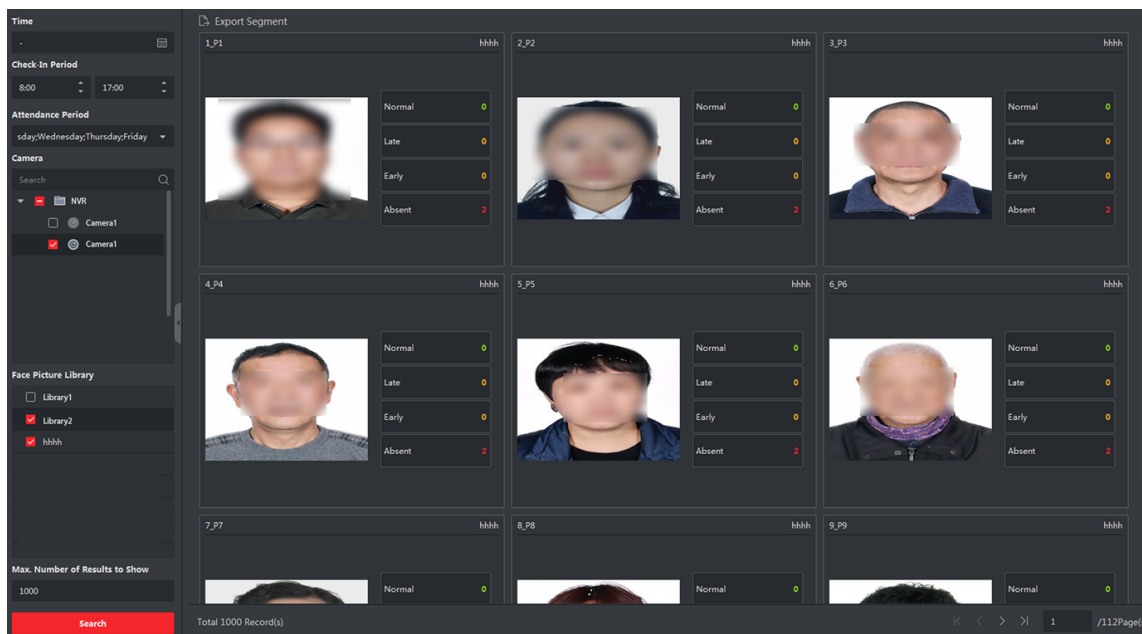 Time
-
Check-In Period
8:00 17:00
Attendance Period
sday;Wednesday;Thursday;Friday
Camera
Search
NVR
Camera1
Camera1
Face Picture Library
Library1
Library2
hhhh
Max. Number of Results to Show
1000
Search
Export Segment
1_P1 hhhh
Normal 0
Late 0
Early 0
Absent 2
2_P2 hhhh
Normal 0
Late 0
Early 0
Absent 2
3_P3 hhhh
Normal 0
Late 0
Early 0
Absent 2
4_P4 hhhh
Normal 0
Late 0
Early 0
Absent 2
5_P5 hhhh
Normal 0
Late 0
Early 0
Absent 2
6_P6 hhhh
Normal 0
Late 0
Early 0
Absent 2
7_P7 hhhh
Normal 0
8_P8 hhhh
Normal 0
9_P9 hhhh
Normal 0
Total 1000 Record(s)
1 /112Page(